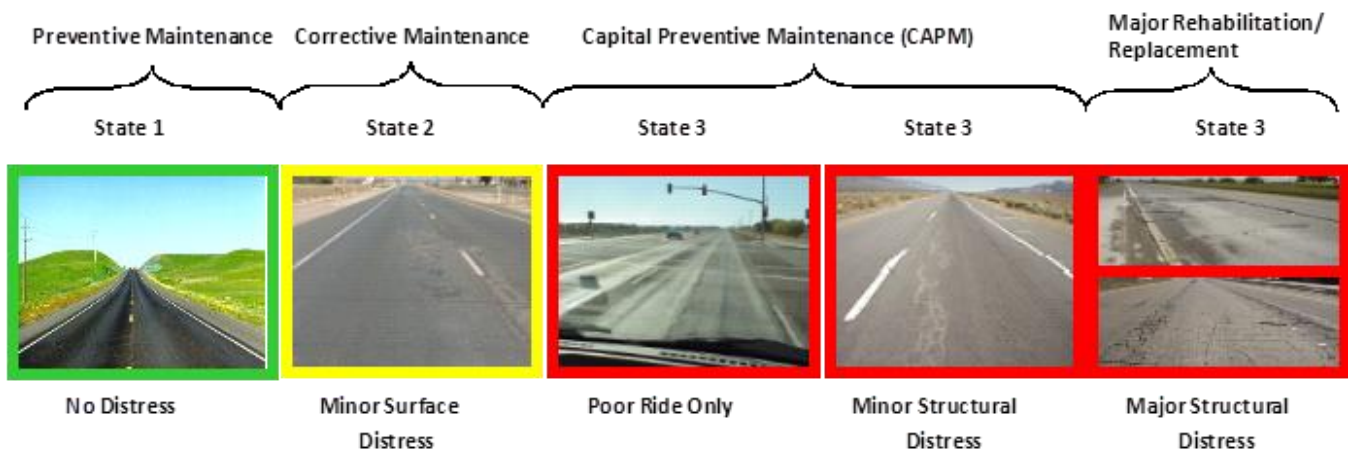 Preventive Maintenance
Corrective Maintenance
Capital Preventive Maintenance (CAPM)
Major Rehabilitation/
Replacement
State 1
State 2
State 3
State 3
State 3
No Distress
Minor Surface
Distress
Poor Ride Only
Minor Structural
Distress
Major Structural
Distress